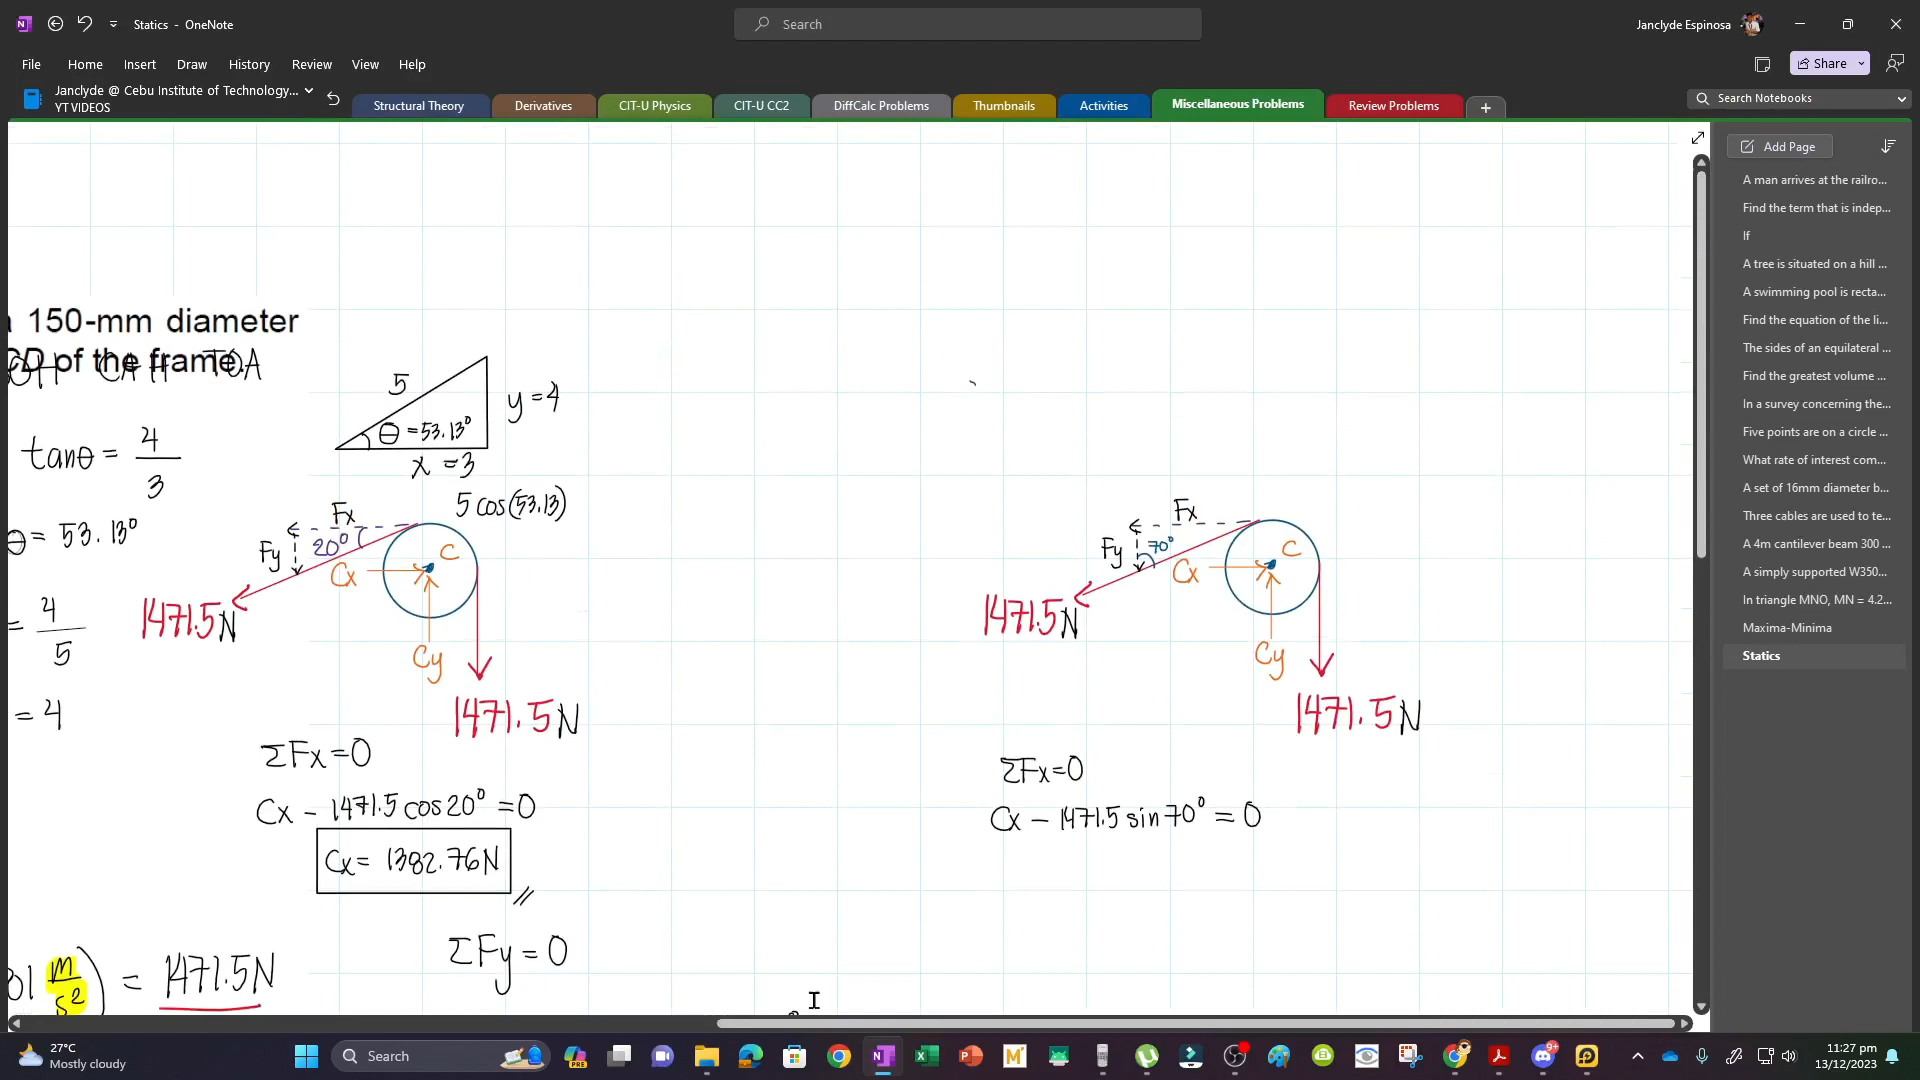 Statics - OneNote
Search
Janclyde Espinosa
File Home Insert Draw History Review View Help
Share
Janclyde @ Cebu Institute of Technology...
YT VIDEOS
Structural Theory Derivatives CIT-U Physics CIT-U CC2 DiffCalc Problems Thumbnails Activities Miscellaneous Problems Review Problems +
Search Notebooks
Add Page
A man arrives at the railro...
Find the term that is indep...
If
A tree is situated on a hill ...
A swimming pool is recta...
Find the equation of the li...
The sides of an equilateral ...
Find the greatest volume ...
In a survey concerning the...
Five points are on a circle ...
What rate of interest com...
A set of 16mm diameter b...
Three cables are used to te...
A 4m cantilever beam 300 ...
A simply supported W350...
In triangle MNO, MN = 4.2...
Maxima-Minima
Statics
150-mm diameter
CD of the frame.
OH CAH TOA
tanθ = 4/3
θ = 53.13°
= 4/5
= 4
5
y = 4
θ = 53.13°
x = 3
5 cos(53.13)
Fx
Fy
20°
C
Cx
1471.5N
Cy
1471.5N
ΣFx = 0
Cx - 1471.5 cos20° = 0
Cx = 1382.76N
ΣFy = 0
m/s²) = 1471.5N
Fx
Fy
70°
C
Cx
1471.5N
Cy
1471.5N
ΣFx=0
Cx - 1471.5 sin70° = 0
27°C
Mostly cloudy
Search
PRE
9+
11:27 pm
13/12/2023